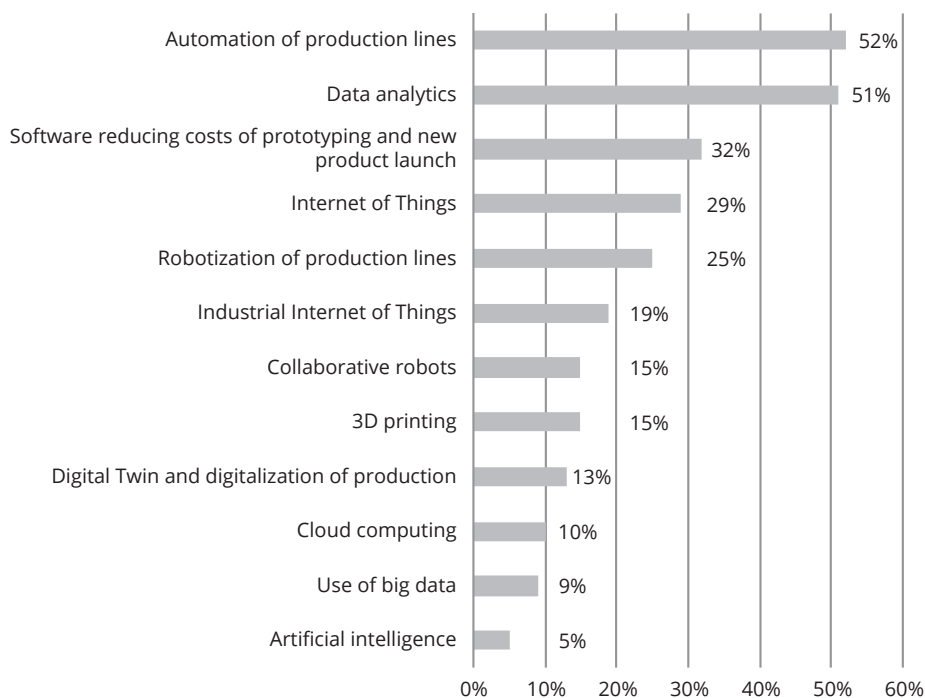 Automation of production lines 52%
Data analytics 51%
Software reducing costs of prototyping and new
product launch 32%
Internet of Things 29%
Robotization of production lines 25%
Industrial Internet of Things 19%
Collaborative robots 15%
3D printing 15%
Digital Twin and digitalization of production 13%
Cloud computing 10%
Use of big data 9%
Artificial intelligence 5%
0% 10% 20% 30% 40% 50% 60%